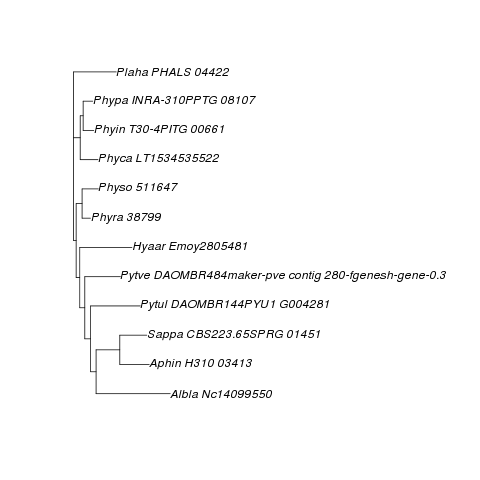 Plaha PHALS 04422
Phypa INRA-310PPTG 08107
Phyin T30-4PITG 00661
Phyca LT1534535522
Physo 511647
Phyra 38799
Hyaar Emoy2805481
Pytve DAOMBR484maker-pve contig 280-fgenesh-gene-0.3
Pytul DAOMBR144PYU1 G004281
Sappa CBS223.65SPRG 01451
Aphin H310 03413
Albla Nc14099550